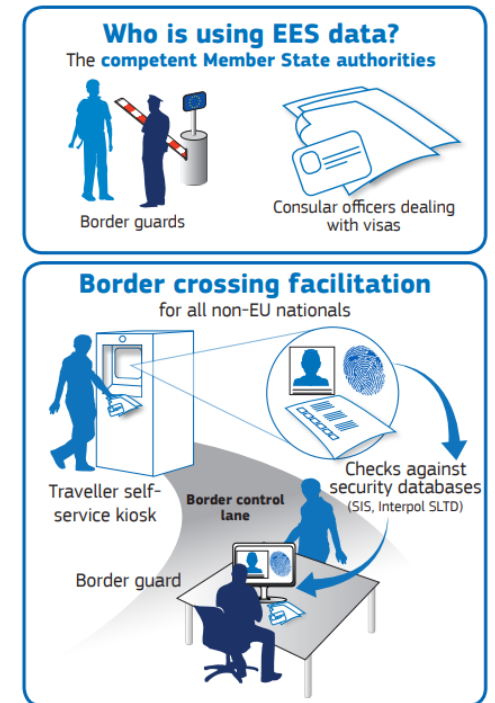 Who is using EES data?
The competent Member State authorities
Border guards
Consular officers dealing
with visas
Border crossing facilitation
for all non-EU nationals
Traveller self-
service kiosk
Checks against
security databases
(SIS, Interpol SLTD)
Border control
lane
Border guard